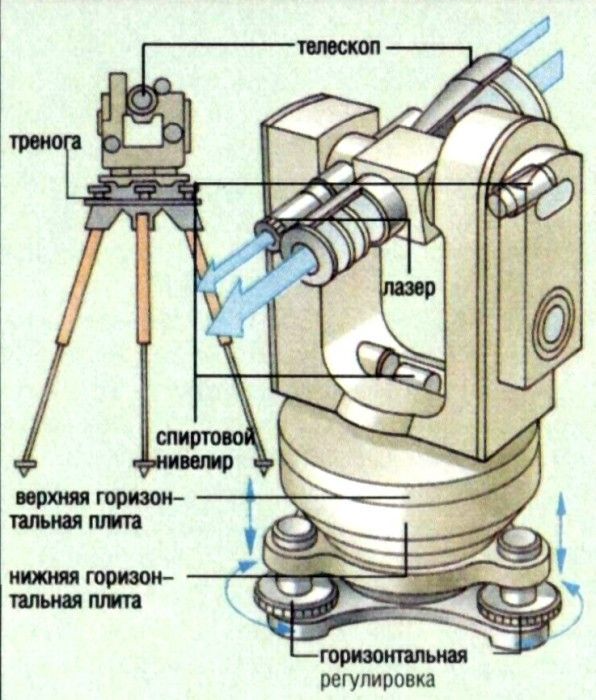 телескоп
тренога
лазер
спиртовой
нивелир
верхняя горизон-
тальная плита
нижняя горизон-
тальная плита
горизонтальная
регулировка